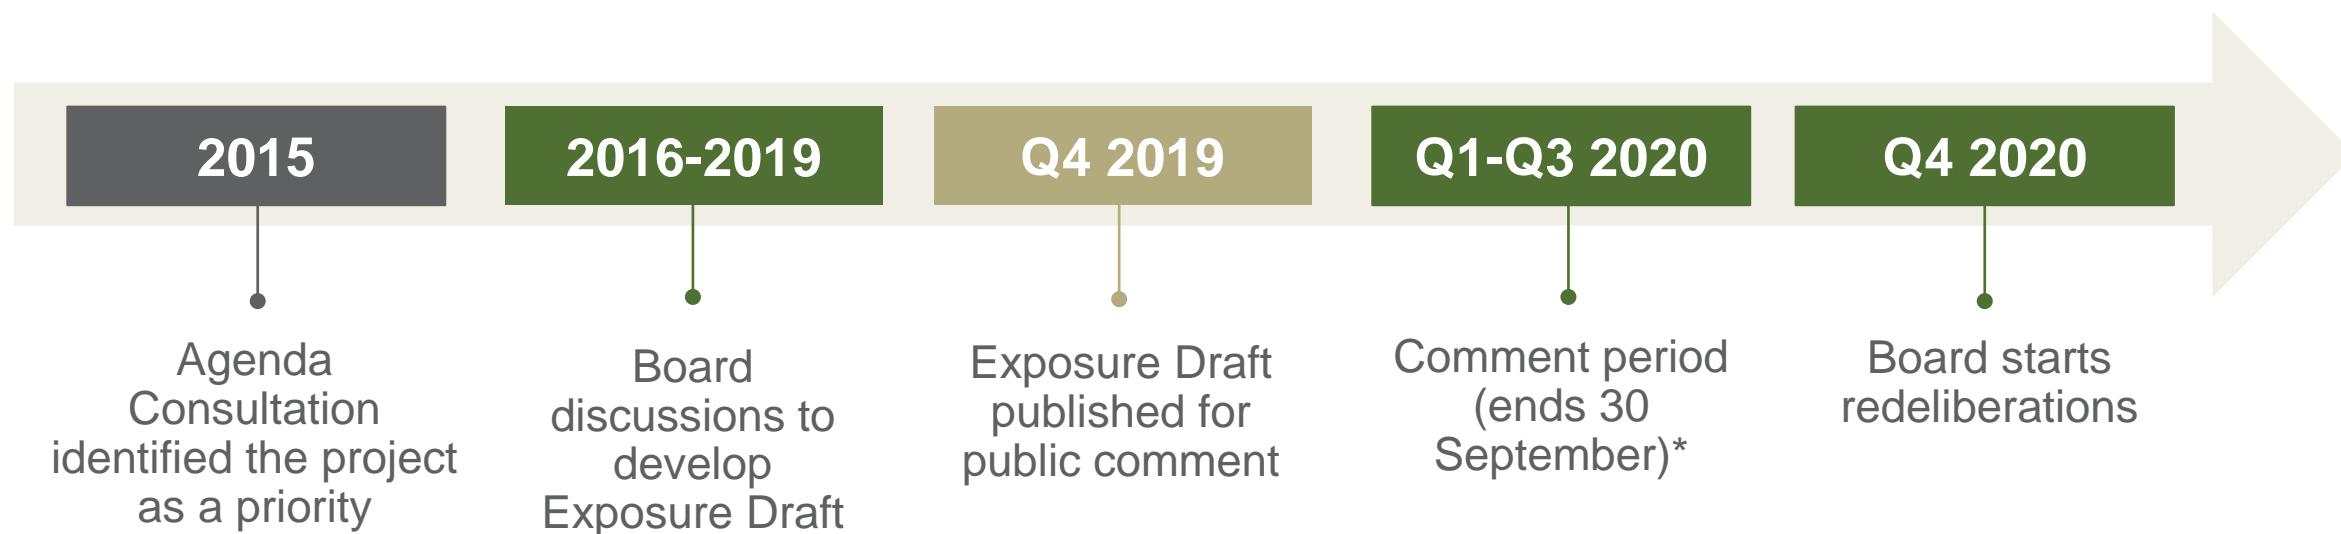 2015
Agenda
Consultation
identified the project
as a priority
2016-2019
Board
discussions to
develop
Exposure Draft
Q4 2019
Exposure Draft
published for
public comment
Q1-Q3 2020
Comment period
(ends 30
September)*
Q4 2020
Board starts
redeliberations